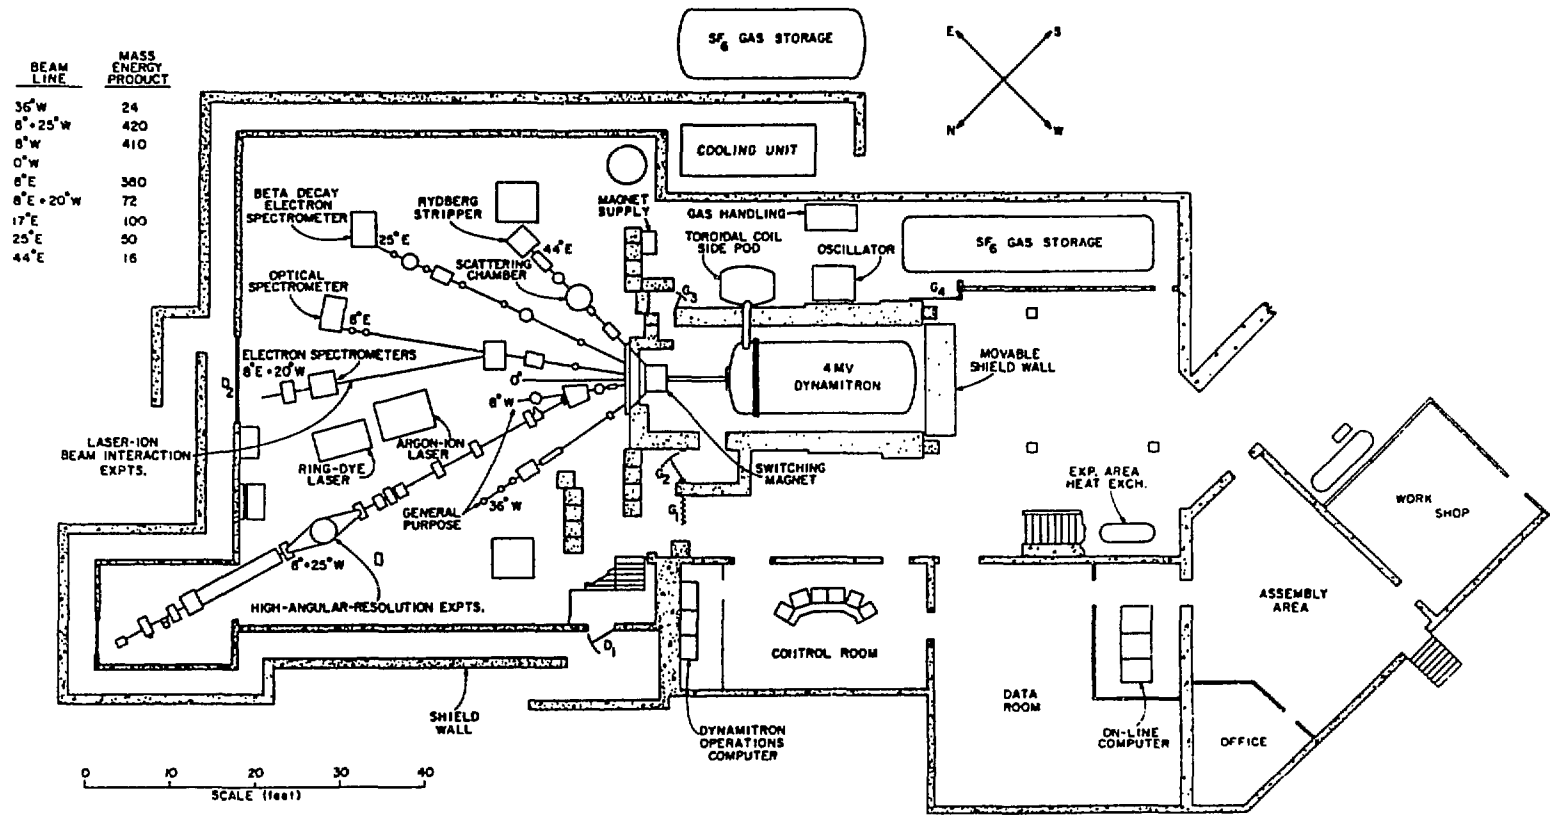 SF6 GAS STORAGE
E
S
N
W
BEAM LINE
MASS ENERGY PRODUCT
36°W 24
8°+25°W 420
8°W 410
0°W
8°E 380
8°E+20°W 72
17°E 100
25°E 50
44°E 16
COOLING UNIT
BETA DECAY
ELECTRON
SPECTROMETER
25°E
RYDBERG
STRIPPER
44°E
SCATTERING
CHAMBER
MAGNET
SUPPLY
GAS HANDLING
TOROIDAL COIL
SIDE POD
OSCILLATOR
SF6 GAS STORAGE
G3
G4
OPTICAL
SPECTROMETER
8°E
ELECTRON SPECTROMETERS
8°E+20°W
0°
8°W
D2
4MV
DYNAMITRON
MOVABLE
SHIELD WALL
LASER-ION
BEAM INTERACTION
EXPTS.
RING-DYE
LASER
ARGON-ION
LASER
GENERAL
PURPOSE
36°W
G2
G1
SWITCHING
MAGNET
EXP. AREA
HEAT EXCH.
WORK
SHOP
8°+25°W
HIGH-ANGULAR-RESOLUTION EXPTS.
D1
CONTROL ROOM
ASSEMBLY
AREA
DATA
ROOM
SHIELD
WALL
DYNAMITRON
OPERATIONS
COMPUTER
ON-LINE
COMPUTER
OFFICE
0 10 20 30 40
SCALE (feet)